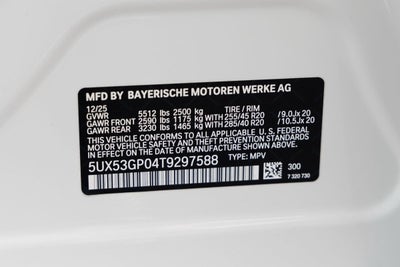 MFD BY BAYERISCHE MOTOREN WERKE AG
12/25 TIRE / RIM
GVWR 5512 lbs 2500 kg
GAWR FRONT 2590 lbs 1175 kg WITH 255/45 R20 /9.0Jx 20
GAWR REAR 3230 lbs 1465 kg WITH 285/40 R20 /10.5Jx 20
THIS VEHICLE CONFORMS TO ALL APPLICABLE U.S. FEDERAL
MOTOR VEHICLE SAFETY, BUMPER, AND
THEFT PREVENTION STANDARDS IN EFFECT ON THE
DATE OF MANUFACTURE SHOWN ABOVE.
5UX53GP04T9297588 TYPE: MPV
300
7 320 730